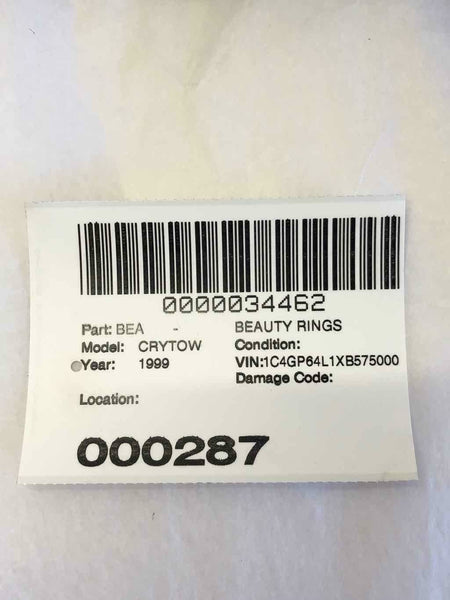 0000034462
Part: BEA - BEAUTY RINGS
Model: CRYTOW Condition:
Year: 1999 VIN:1C4GP64L1XB575000
Damage Code:
Location:
000287